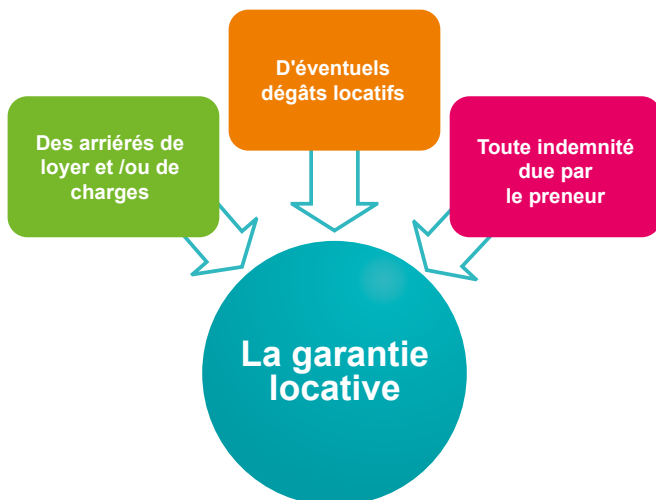 Des arriérés de
loyer et /ou de
charges
D'éventuels
dégâts locatifs
Toute indemnité
due par
le preneur
La garantie
locative